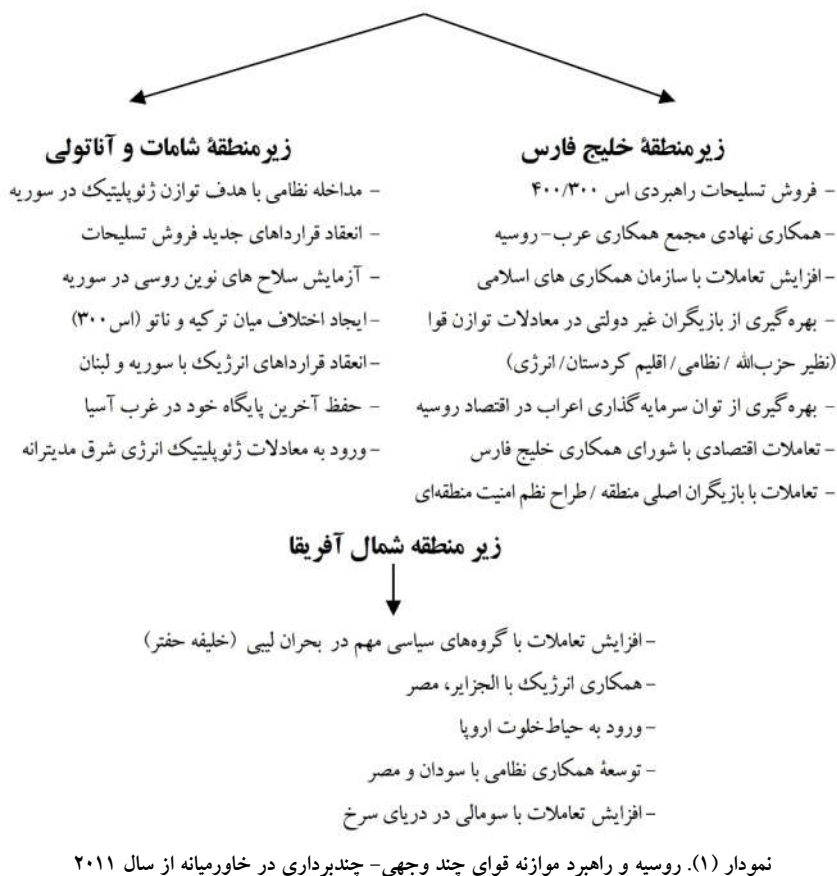 زیرمنطقهٔ خلیج فارس
- فروش تسلیحات راهبردی اس ۴۰۰/۳۰۰
- همکاری نهادی مجمع همکاری عرب- روسیه
- افزایش تعاملات با سازمان همکاری های اسلامی
- بهره‌گیری از بازیگران غیر دولتی در معادلات توازن قوا
(نظیر حزب‌الله / نظامی/ اقلیم کردستان/ انرژی)
- بهره‌گیری از توان سرمایه‌گذاری اعراب در اقتصاد روسیه
- تعاملات اقتصادی با شورای همکاری خلیج فارس
- تعاملات با بازیگران اصلی منطقه / طراح نظم امنیت منطقه‌ای
زیرمنطقهٔ شامات و آناتولی
- مداخله نظامی با هدف توازن ژئوپلیتیک در سوریه
- انعقاد قراردادهای جدید فروش تسلیحات
- آزمایش سلاح های نوین روسی در سوریه
- ایجاد اختلاف میان ترکیه و ناتو (اس ۳۰۰)
- انعقاد قراردادهای انرژیک با سوریه و لبنان
- حفظ آخرین پایگاه خود در غرب آسیا
- ورود به معادلات ژئوپلیتیک انرژی شرق مدیترانه
زیر منطقه شمال آفریقا
- افزایش تعاملات با گروه‌های سیاسی مهم در بحران لیبی (خلیفه حفتر)
- همکاری انرژیک با الجزایر، مصر
- ورود به حیاط‌خلوت اروپا
- توسعهٔ همکاری نظامی با سودان و مصر
- افزایش تعاملات با سومالی در دریای سرخ
نمودار (۱). روسیه و راهبرد موازنه قوای چند وجهی- چندبرداری در خاورمیانه از سال ۲۰۱۱